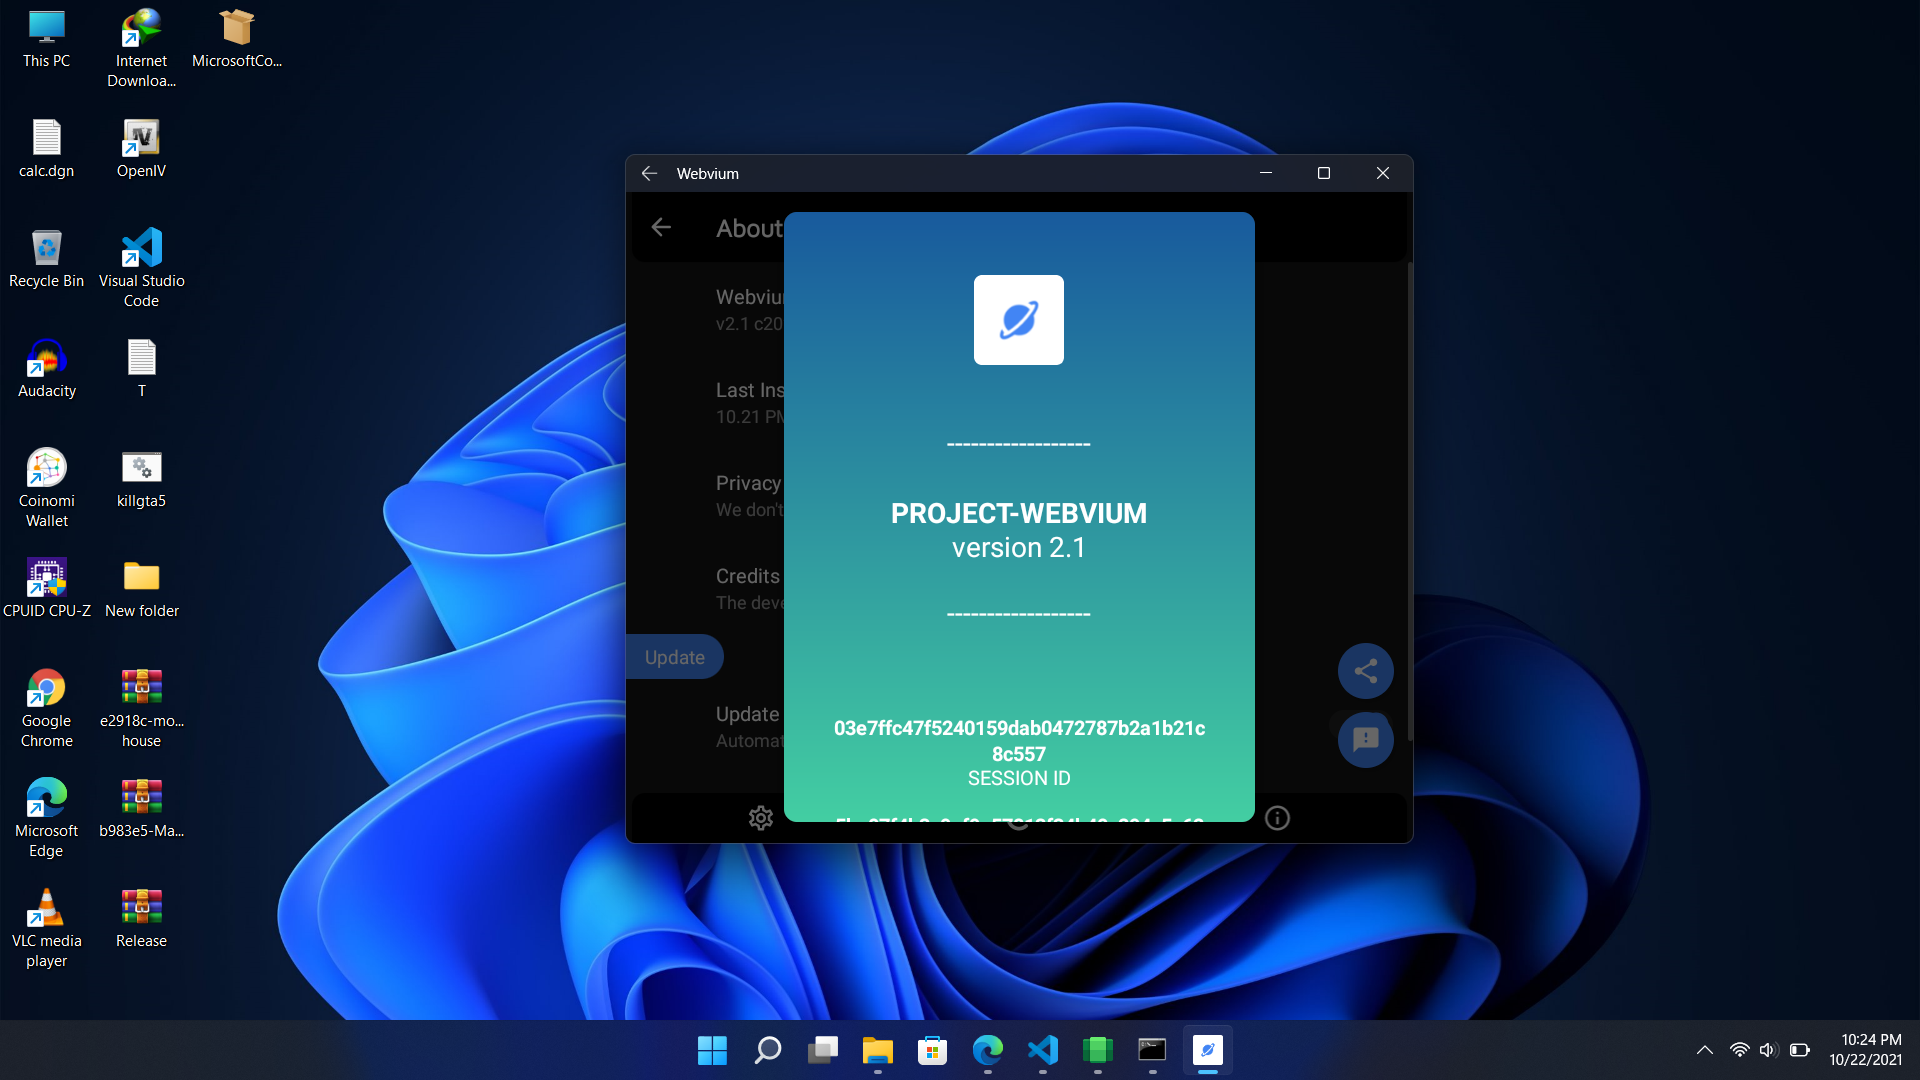 This PC
Internet
Downloa...
MicrosoftCo...
calc.dgn
OpenIV
Recycle Bin
Visual Studio
Code
Audacity
T
Coinomi
Wallet
killgta5
CPUID CPU-Z
New folder
Google
Chrome
e2918c-mo...
house
Microsoft
Edge
b983e5-Ma...
VLC media
player
Release
Webvium
About
Webviu
v2.1 c20
Last Ins
10.21 PM
Privacy
We don't
Credits
The deve
Update
Update
Automat
------------------
PROJECT-WEBVIUM
version 2.1
------------------
03e7ffc47f5240159dab0472787b2a1b21c
8c557
SESSION ID
10:24 PM
10/22/2021